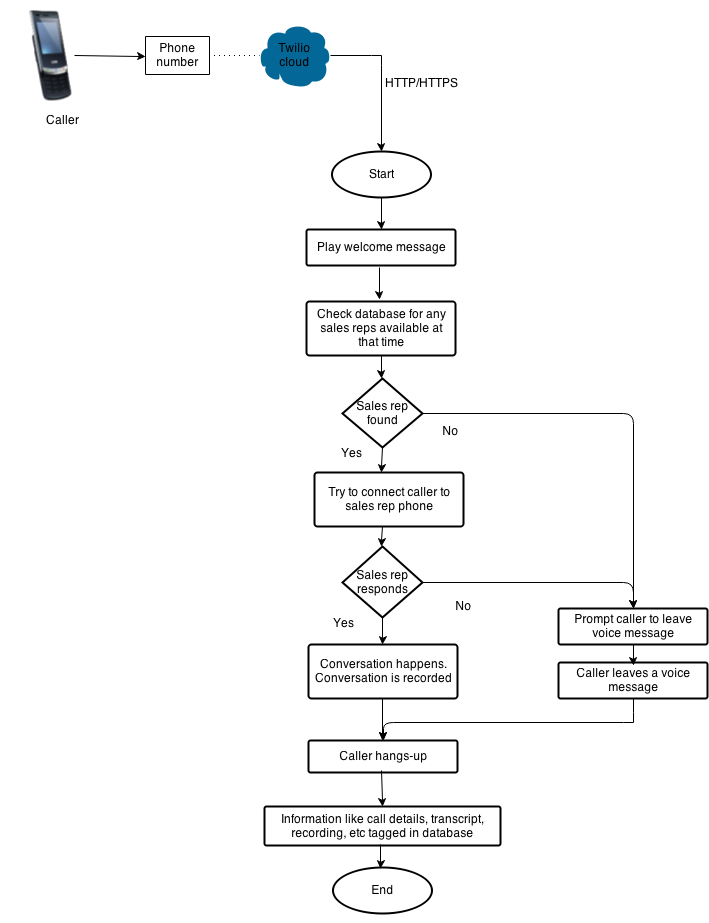 Phone
number
Twilio
cloud
HTTP/HTTPS
Caller
Start
Play welcome message
Check database for any
sales reps available at
that time
Sales rep
found
No
Yes
Try to connect caller to
sales rep phone
Sales rep
responds
No
Yes
Prompt caller to leave
voice message
Conversation happens.
Conversation is recorded
Caller leaves a voice
message
Caller hangs-up
Information like call details, transcript,
recording, etc tagged in database
End